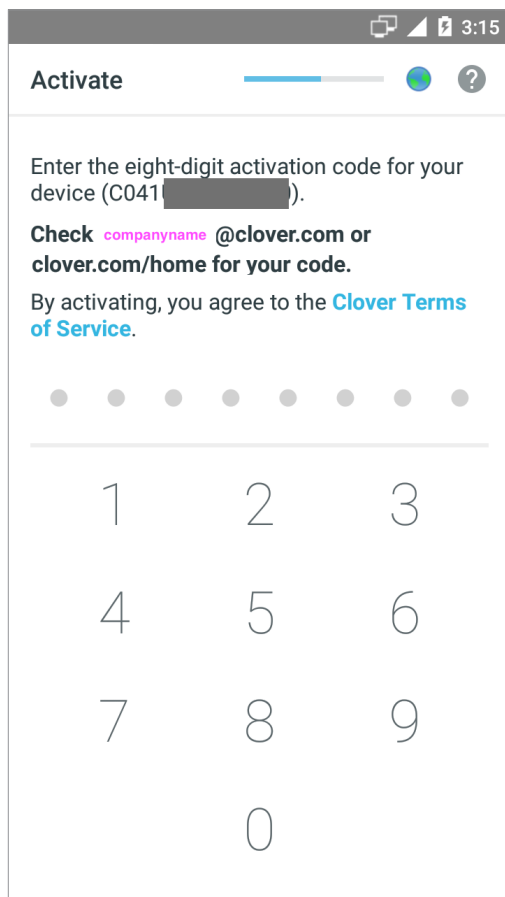 3:15
Activate
?
Enter the eight-digit activation code for your
device (C041 ).
Check companyname @clover.com or
clover.com/home for your code.
By activating, you agree to the Clover Terms
of Service.
1 2 3
4 5 6
7 8 9
0